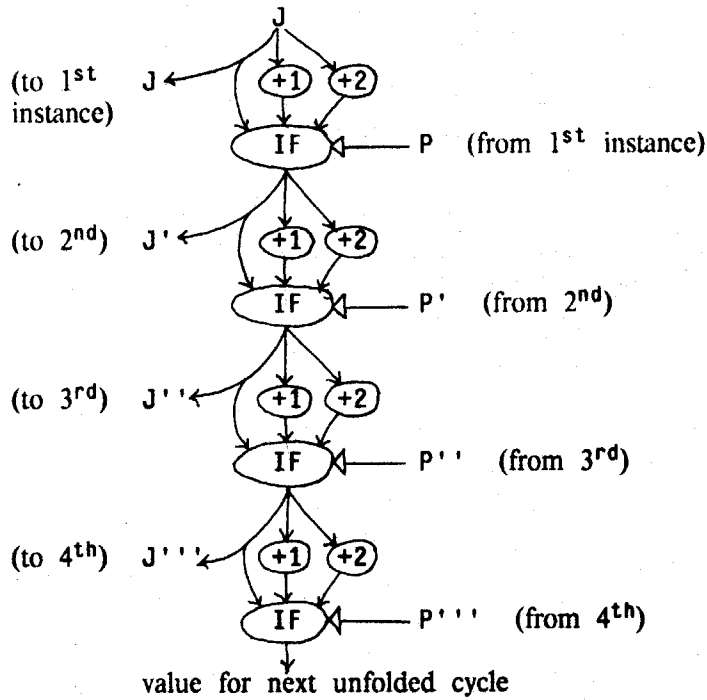 J
(to 1st J +1 +2
instance)
IF P (from 1st instance)
(to 2nd) J' +1 +2
IF P' (from 2nd)
(to 3rd) J'' +1 +2
IF P'' (from 3rd)
(to 4th) J''' +1 +2
IF P''' (from 4th)
value for next unfolded cycle